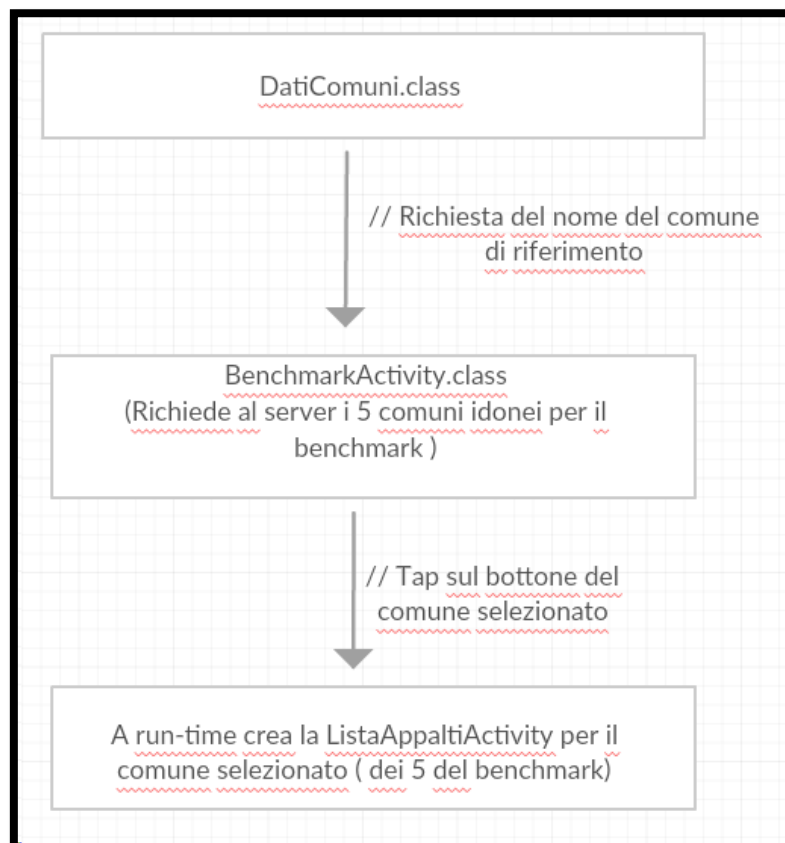 DatiComuni.class
// Richiesta del nome del comune
di riferimento
BenchmarkActivity.class
(Richiede al server i 5 comuni idonei per il
benchmark )
// Tap sul bottone del
comune selezionato
A run-time crea la ListaAppaltiActivity per il
comune selezionato ( dei 5 del benchmark)